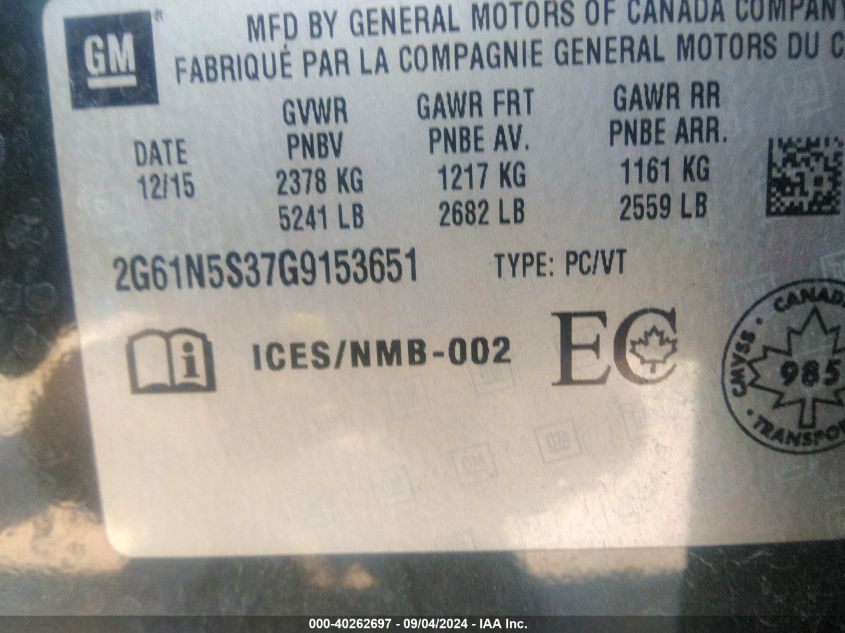 GM
MFD BY GENERAL MOTORS OF CANADA COMPANY
FABRIQUÉ PAR LA COMPAGNIE GENERAL MOTORS DU C
DATE
12/15
GVWR
PNBV
2378 KG
5241 LB
GAWR FRT
PNBE AV.
1217 KG
2682 LB
GAWR RR
PNBE ARR.
1161 KG
2559 LB
2G61N5S37G9153651 TYPE: PC/VT
i ICES/NMB-002 EC
CMVSS · CANADA
985
· TRANSPOR
GM
GM
GM
000-40262697 - 09/04/2024 - IAA Inc.